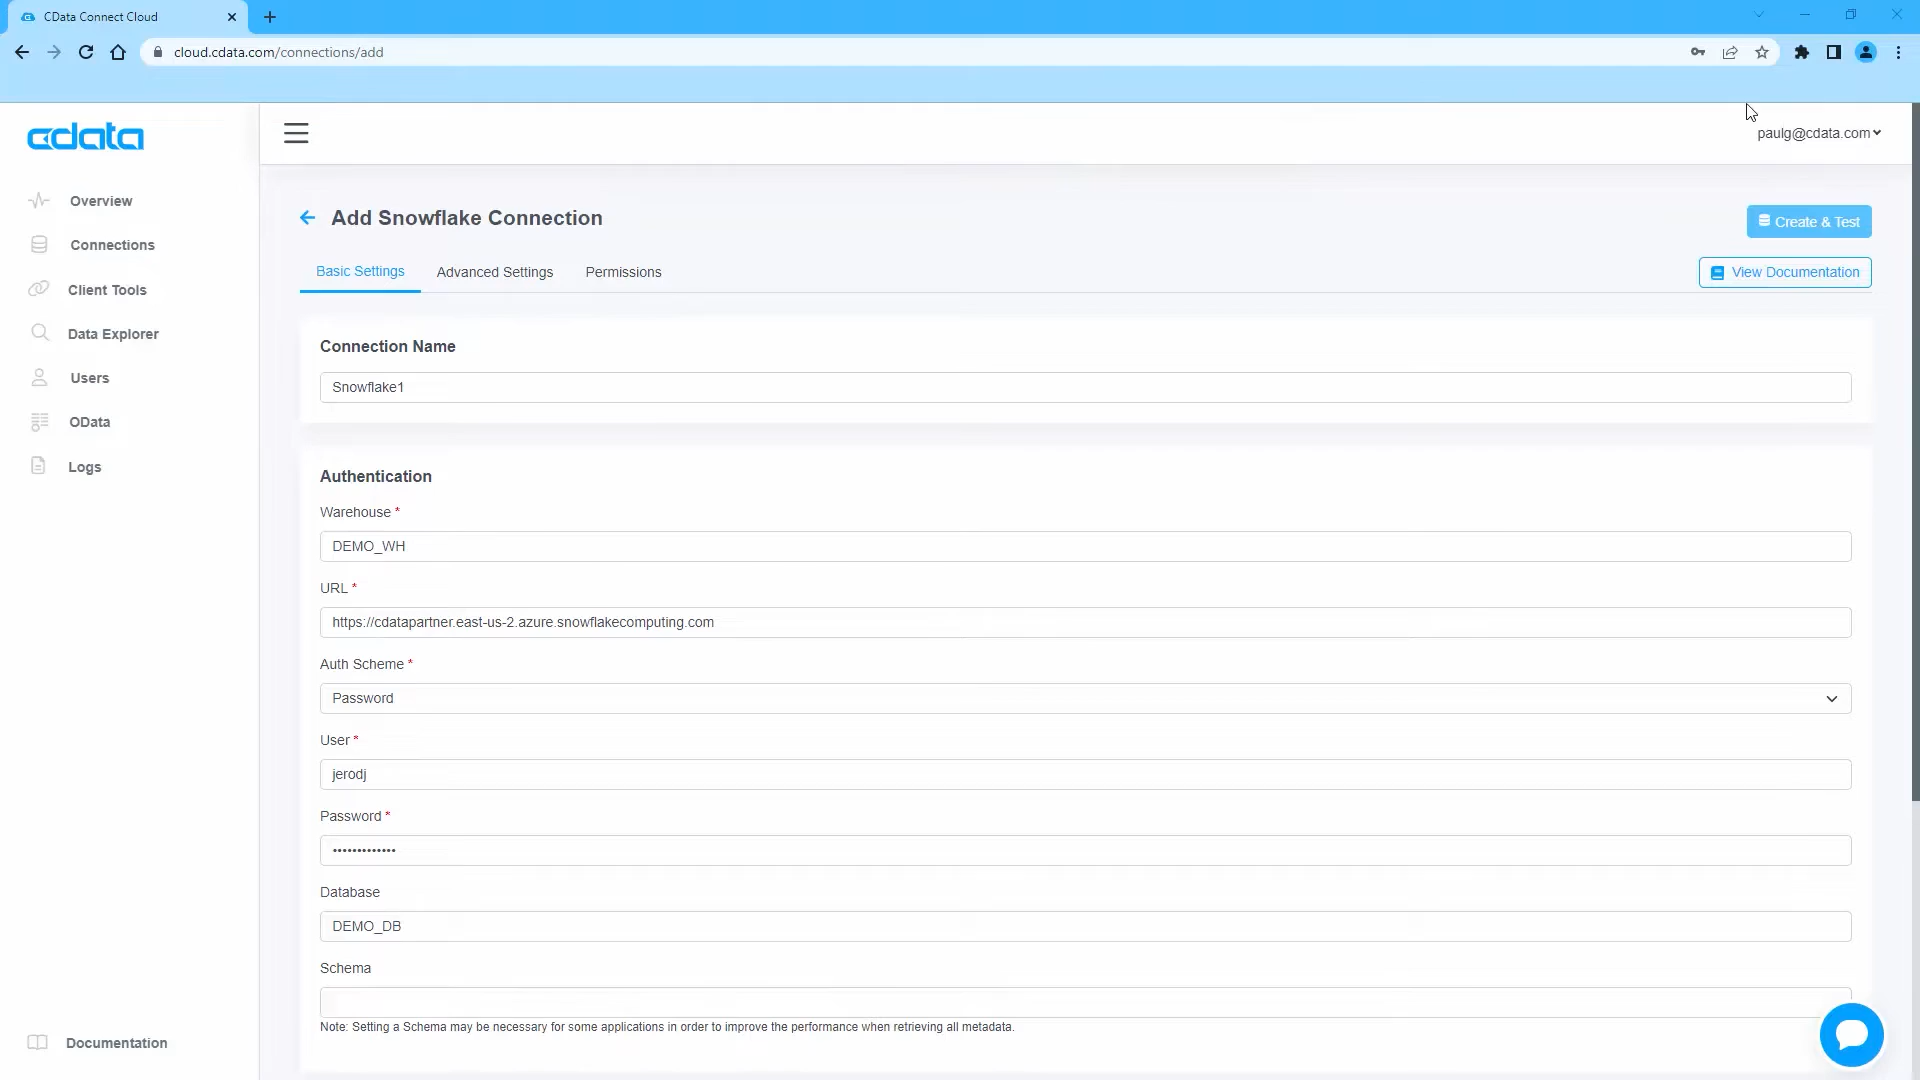 CData Connect Cloud
cloud.cdata.com/connections/add
cdata
paulg@cdata.com
Overview
Connections
Client Tools
Data Explorer
Users
OData
Logs
Documentation
Add Snowflake Connection
Create & Test
Basic Settings
Advanced Settings
Permissions
View Documentation
Connection Name
Snowflake1
Authentication
Warehouse *
DEMO_WH
URL *
https://cdatapartner.east-us-2.azure.snowflakecomputing.com
Auth Scheme *
Password
User *
jerodj
Password *
•••••••••••••
Database
DEMO_DB
Schema
Note: Setting a Schema may be necessary for some applications in order to improve the performance when retrieving all metadata.